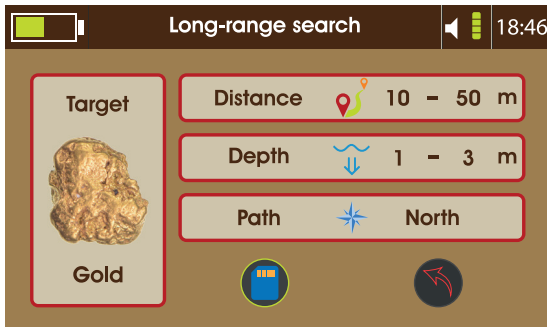 Long-range search
18:46
Target
Gold
Distance 10 - 50 m
Depth 1 - 3 m
Path North